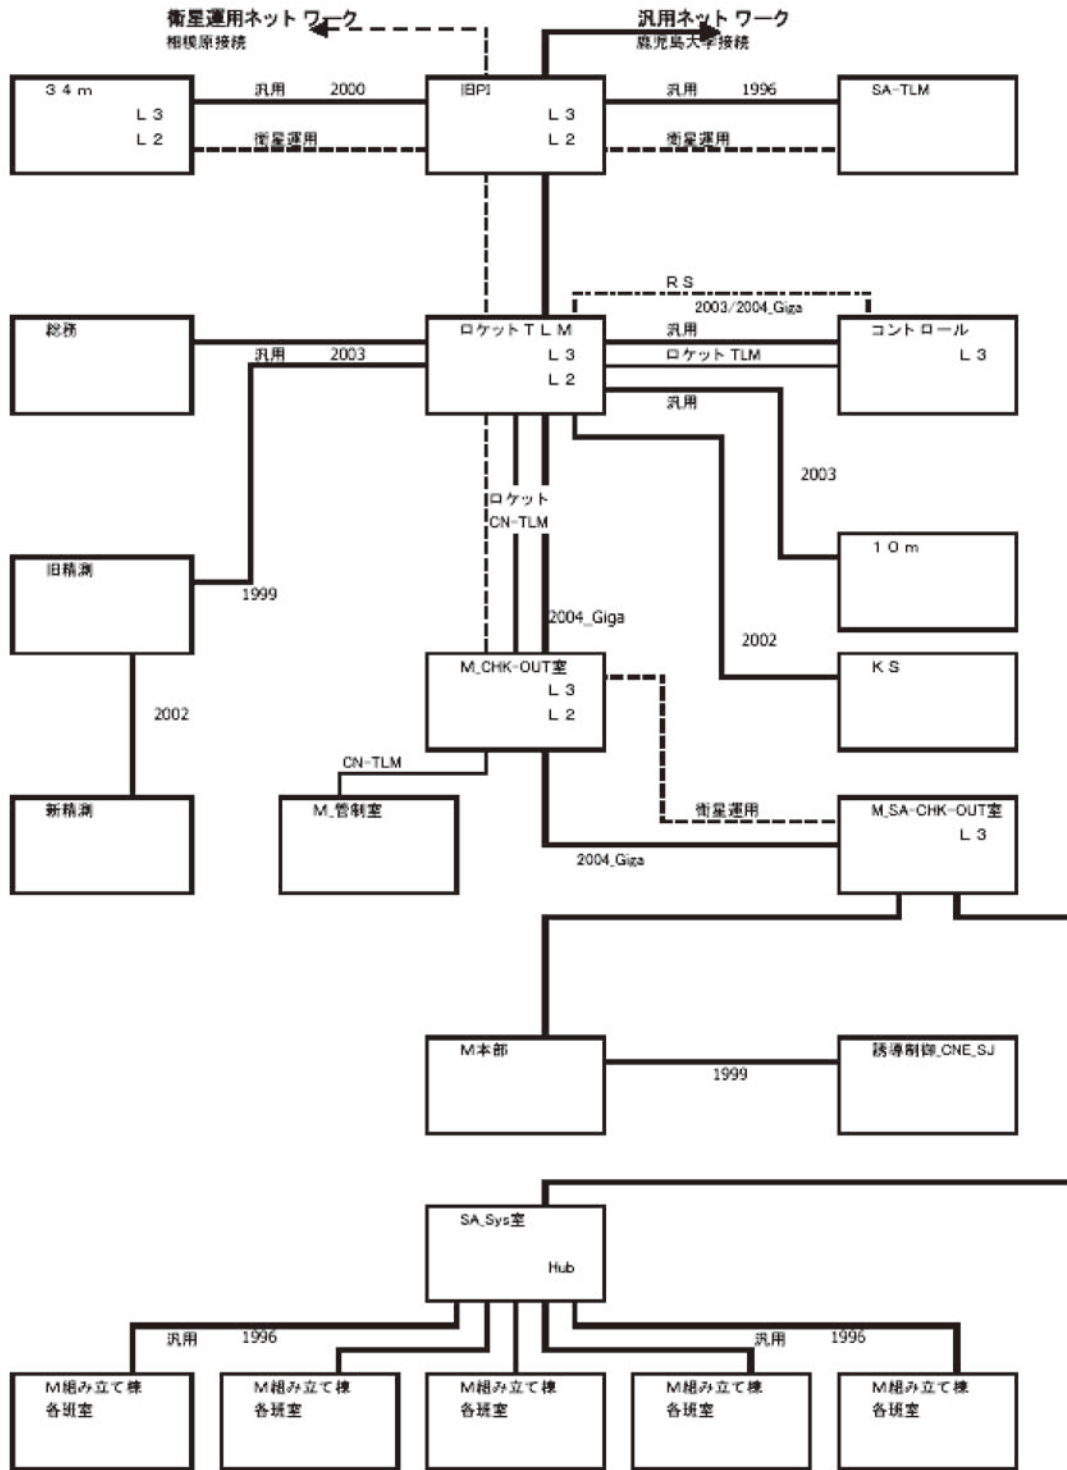 衛星運用ネットワーク
相模原接続
汎用ネットワーク
鹿児島大学接続
３４ｍ
Ｌ３
Ｌ２
汎用 2000
衛星運用
旧PI
Ｌ３
Ｌ２
汎用 1996
衛星運用
SA-TLM
ＲＳ
2003/2004_Giga
総務
汎用 2003
ロケットＴＬＭ
Ｌ３
Ｌ２
汎用
ロケットTLM
汎用
コントロール
Ｌ３
2003
ロケット
CN-TLM
１０ｍ
旧精測
1999
2004_Giga
2002
ＫＳ
M_CHK-OUT室
Ｌ３
Ｌ２
2002
CN-TLM
新精測
M_管制室
衛星運用
2004_Giga
M_SA-CHK-OUT室
Ｌ３
M本部
1999
誘導制御_CNE_SJ
SA_Sys室
Hub
汎用 1996
汎用 1996
M組み立て棟
各班室
M組み立て棟
各班室
M組み立て棟
各班室
M組み立て棟
各班室
M組み立て棟
各班室